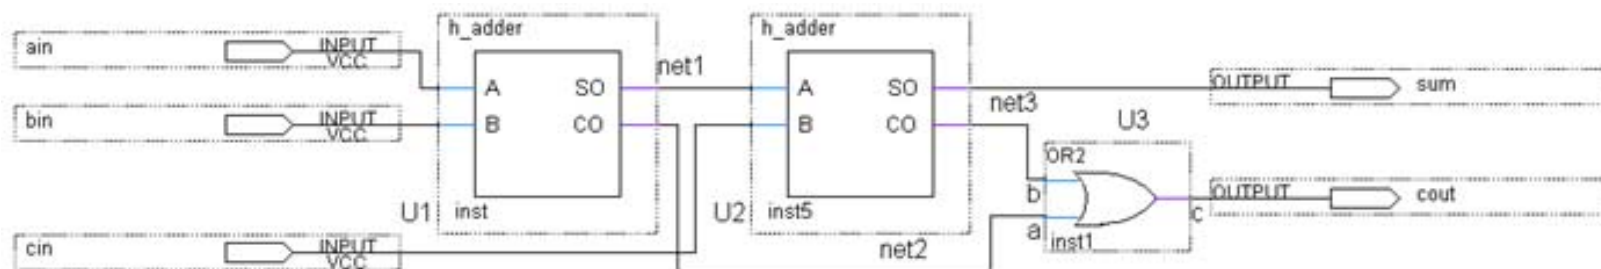 ain
INPUT
VCC
bin
INPUT
VCC
cin
INPUT
VCC
h_adder
A
SO
B
CO
U1
inst
net1
h_adder
A
SO
B
CO
U2
inst5
net2
net3
U3
OR2
b
a
c
inst1
OUTPUT
sum
OUTPUT
cout